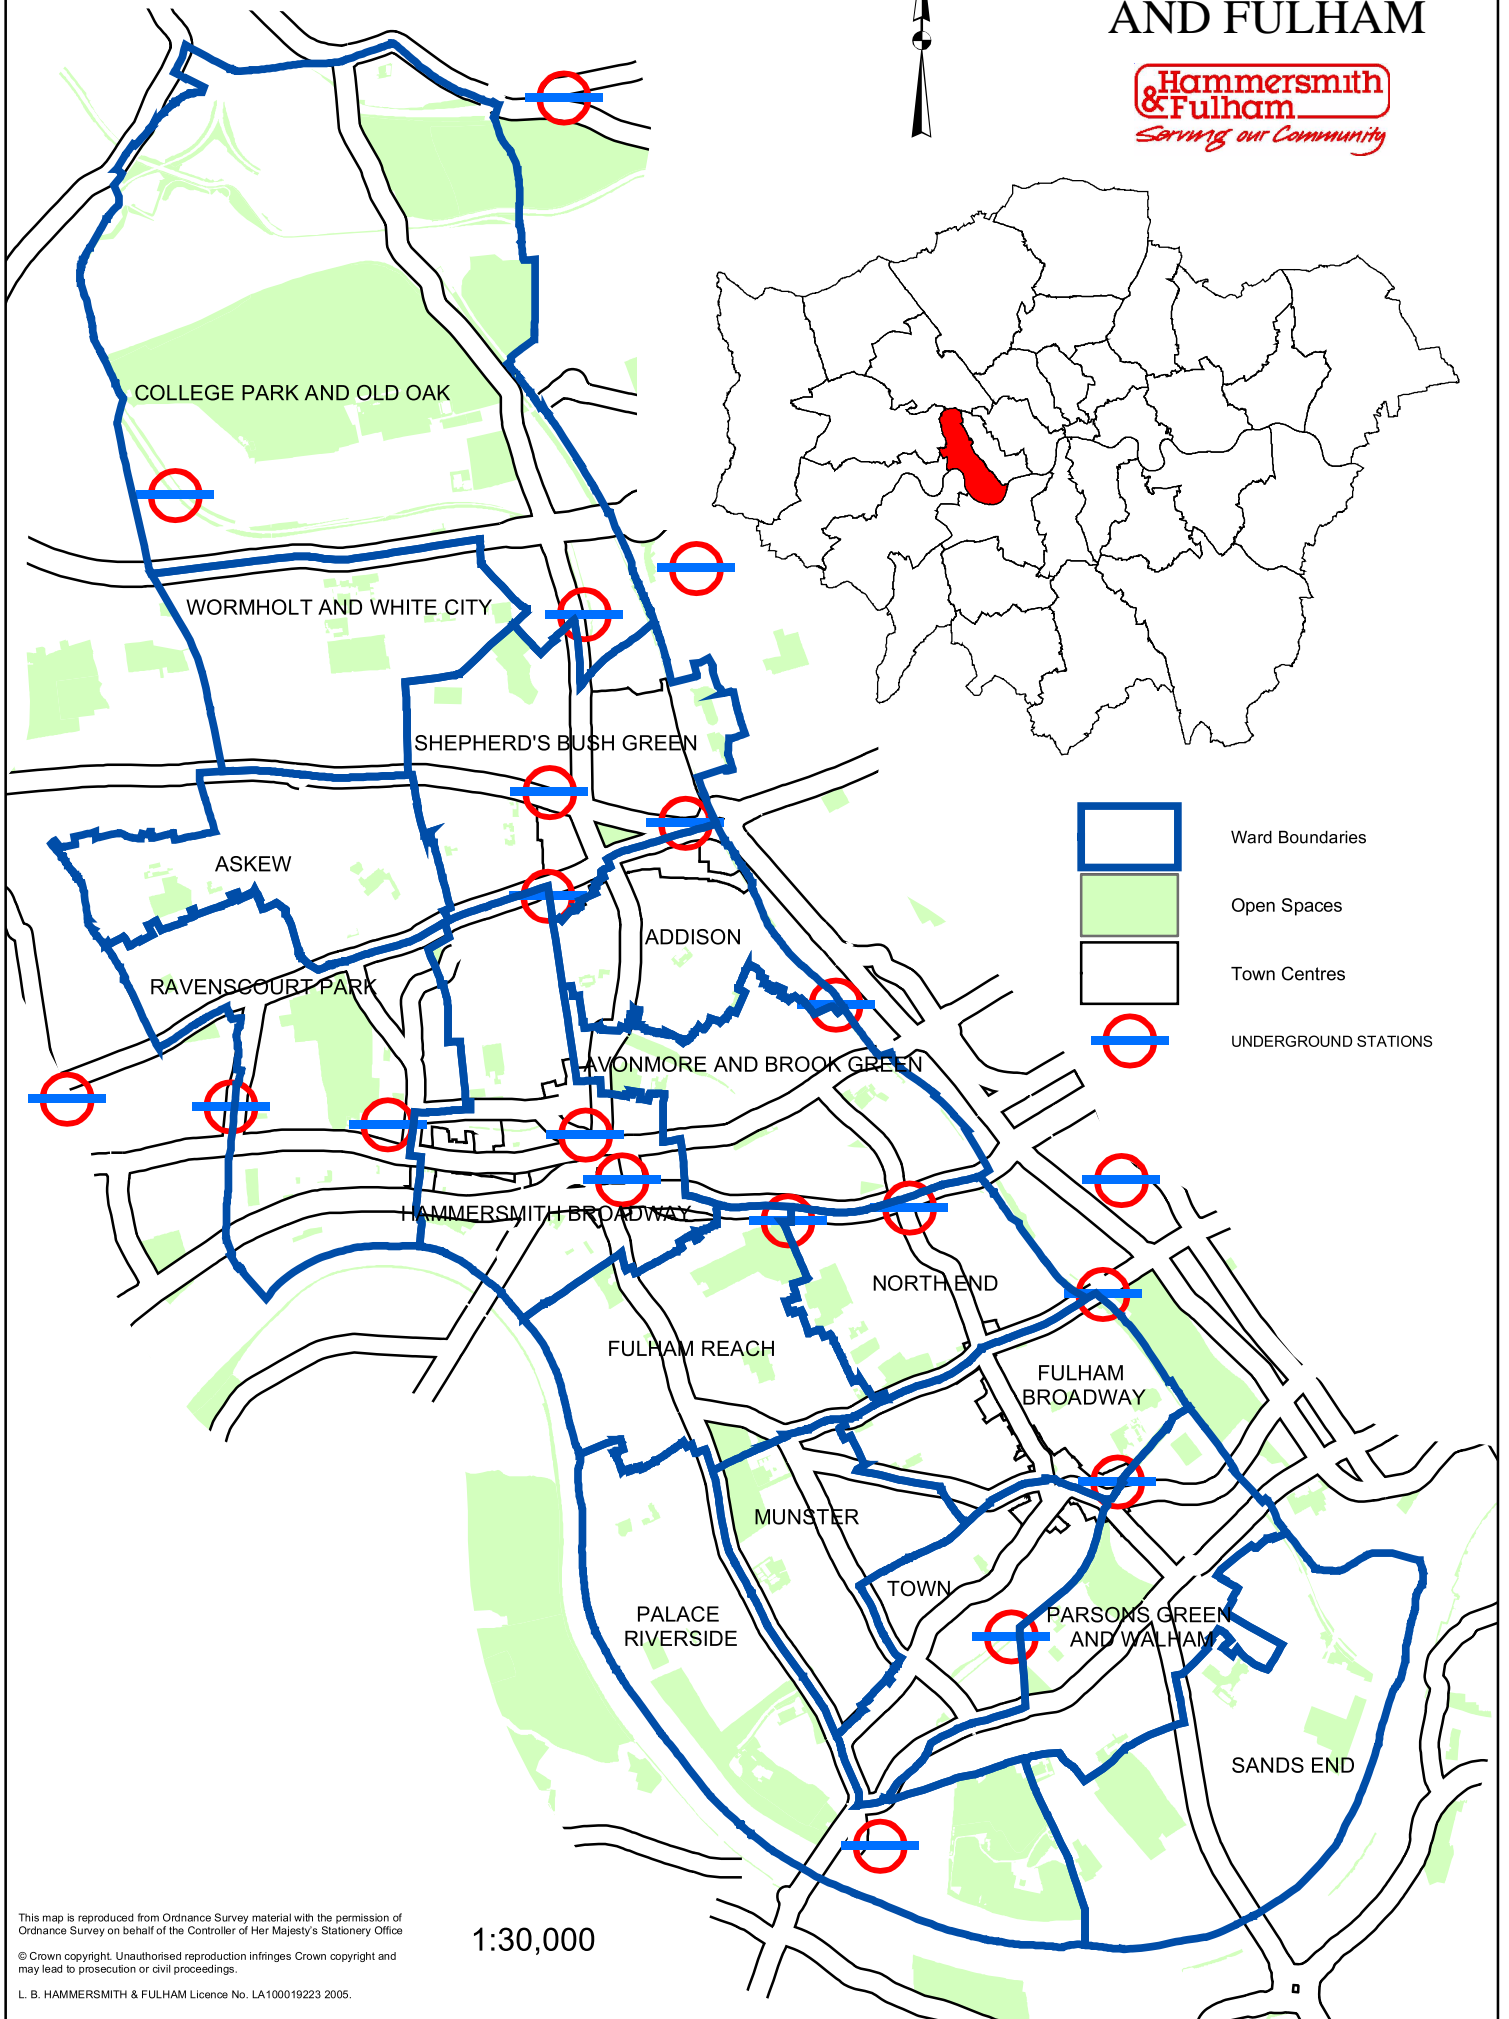 AND FULHAM
Hammersmith
&Fulham
Serving our Community
COLLEGE PARK AND OLD OAK
WORMHOLT AND WHITE CITY
SHEPHERD'S BUSH GREEN
Ward Boundaries
ASKEW
Open Spaces
ADDISON
Town Centres
RAVENSCOURT PARK
UNDERGROUND STATIONS
AVONMORE AND BROOK GREEN
HAMMERSMITH BROADWAY
NORTH END
FULHAM REACH
FULHAM
BROADWAY
MUNSTER
TOWN
PALACE
RIVERSIDE
PARSONS GREEN
AND WALHAM
SANDS END
This map is reproduced from Ordnance Survey material with the permission of
Ordnance Survey on behalf of the Controller of Her Majesty's Stationery Office
© Crown copyright. Unauthorised reproduction infringes Crown copyright and
may lead to prosecution or civil proceedings.
L. B. HAMMERSMITH & FULHAM Licence No. LA100019223 2005.
1:30,000